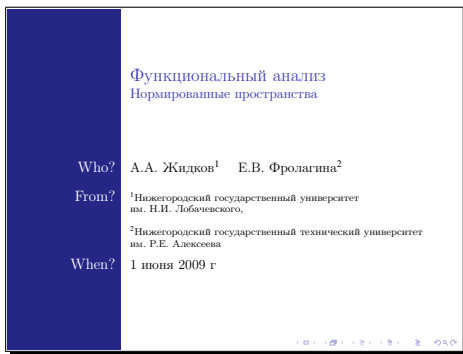 Функциональный анализ
Нормированные пространства
Who? А.А. Жидков¹ Е.В. Фролагина²
From? ¹Нижегородский государственный университет
им. Н.И. Лобачевского,
²Нижегородский государственный технический университет
им. Р.Е. Алексеева
When? 1 июня 2009 г